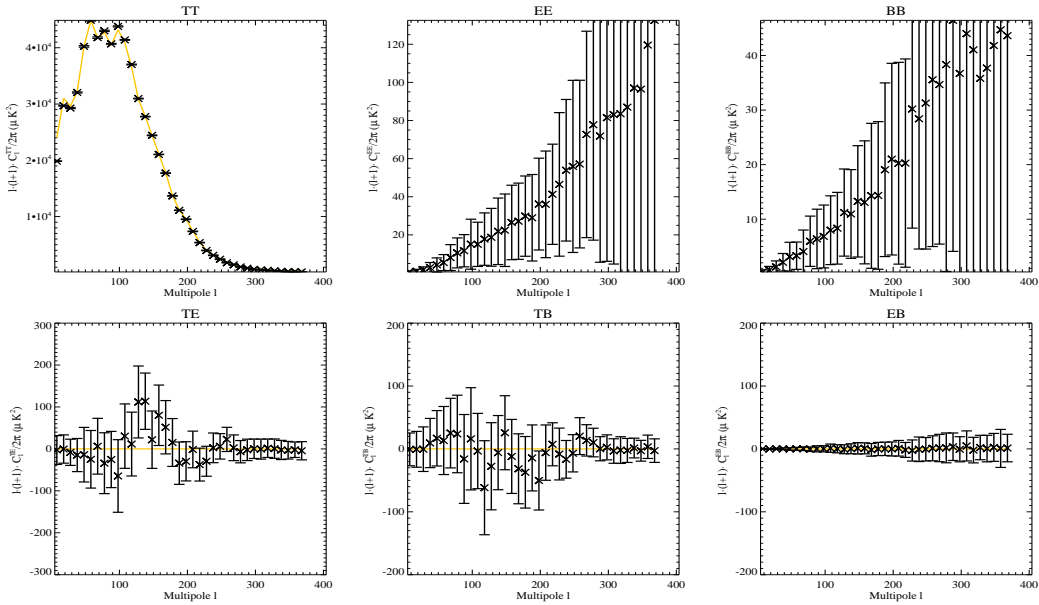 TT
EE
BB
l·(l+1)· C_l^TT/2π (μ K²)
4•10⁴
3•10⁴
2•10⁴
1•10⁴
100 200 300 400
Multipole l
l·(l+1)· C_l^EE/2π (μ K²)
120
100
80
60
40
20
100 200 300 400
Multipole l
l·(l+1)· C_l^BB/2π (μ K²)
40
30
20
10
100 200 300 400
Multipole l
TE
TB
EB
l·(l+1)· C_l^TE/2π (μ K²)
300
200
100
0
-100
-200
-300
100 200 300 400
Multipole l
200
100
0
-100
-200
100 200 300 400
Multipole l
l·(l+1)· C_l^EB/2π (μ K²)
200
100
0
-100
-200
100 200 300 400
Multipole l